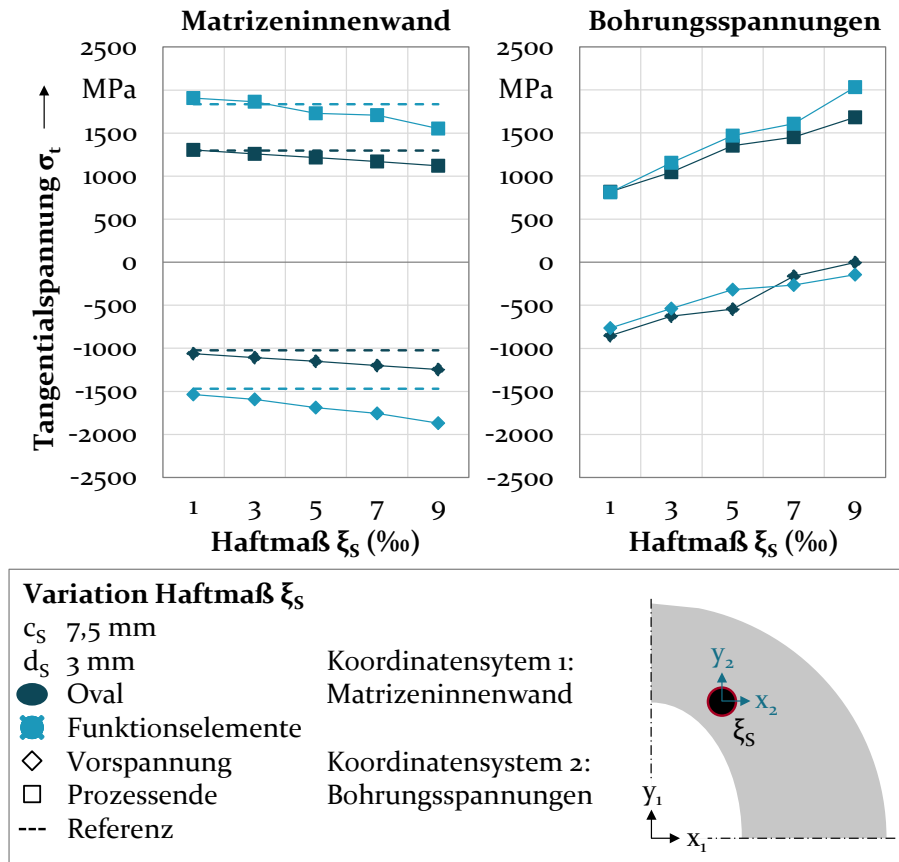 Matrizeninnenwand
Bohrungsspannungen
Tangentialspannung σt
2500
MPa
1500
1000
500
0
-500
-1000
-1500
-2000
-2500
1 3 5 7 9
Haftmaß ξS (‰)
2500
MPa
1500
1000
500
0
-500
-1000
-1500
-2000
-2500
1 3 5 7 9
Haftmaß ξS (‰)
Variation Haftmaß ξS
cS 7,5 mm
dS 3 mm
Oval
Funktionselemente
Vorspannung
Prozessende
Referenz
Koordinatensytem 1:
Matrizeninnenwand
Koordinatensystem 2:
Bohrungsspannungen
y2
x2
ξS
y1
x1